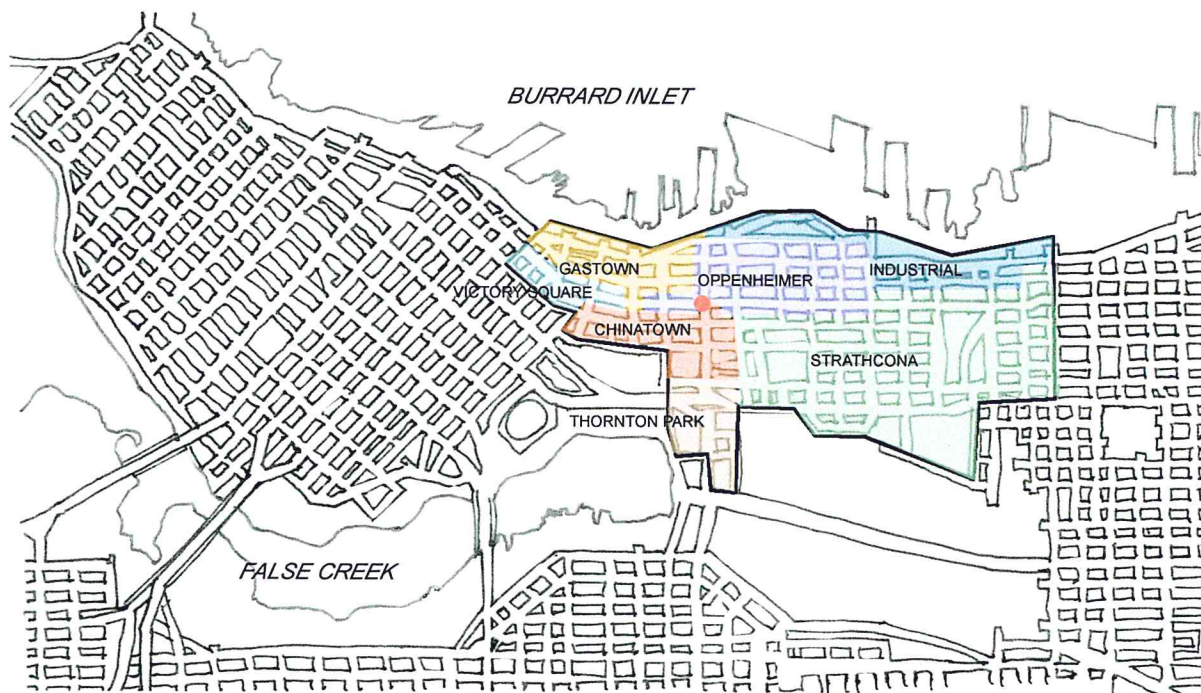 BURRARD INLET
GASTOWN
INDUSTRIAL
OPPENHEIMER
VICTORY SQUARE
CHINATOWN
STRATHCONA
THORNTON PARK
FALSE CREEK